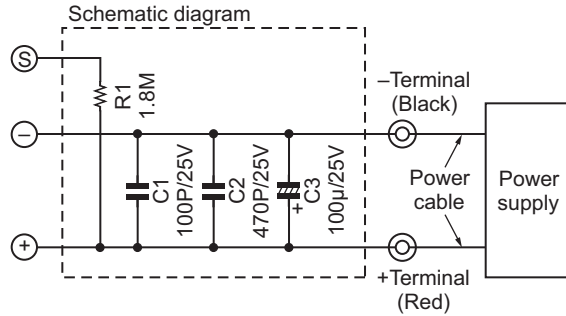 Schematic diagram
S
R1
1.8M
–Terminal
(Black)
–
C1
100P/25V
C2
470P/25V
+
C3
100µ/25V
Power
cable
Power
supply
+
+Terminal
(Red)